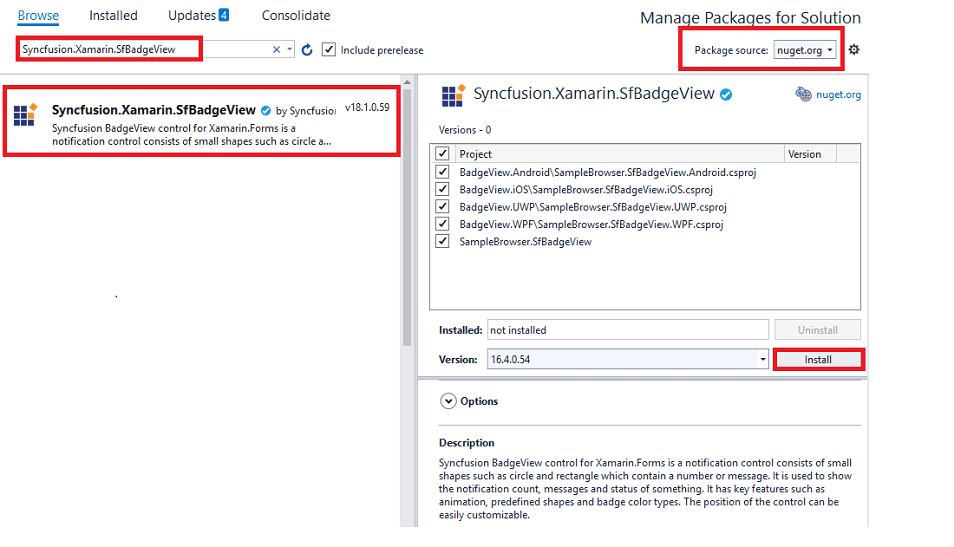 Browse Installed Updates 4 Consolidate
Manage Packages for Solution
Syncfusion.Xamarin.SfBadgeView
Include prerelease
Package source: nuget.org
Syncfusion.Xamarin.SfBadgeView by Syncfusion v18.1.0.59
Syncfusion BadgeView control for Xamarin.Forms is a
notification control consists of small shapes such as circle a...
Syncfusion.Xamarin.SfBadgeView nuget.org
Versions - 0
Project Version
BadgeView.Android\SampleBrowser.SfBadgeView.Android.csproj
BadgeView.iOS\SampleBrowser.SfBadgeView.iOS.csproj
BadgeView.UWP\SampleBrowser.SfBadgeView.UWP.csproj
BadgeView.WPF\SampleBrowser.SfBadgeView.WPF.csproj
SampleBrowser.SfBadgeView
Installed: not installed Uninstall
Version: 16.4.0.54 Install
Options
Description
Syncfusion BadgeView control for Xamarin.Forms is a notification control consists of small
shapes such as circle and rectangle which contain a number or message. It is used to show
the notification count, messages and status of something. It has key features such as
animation, predefined shapes and badge color types. The position of the control can be
easily customizable.